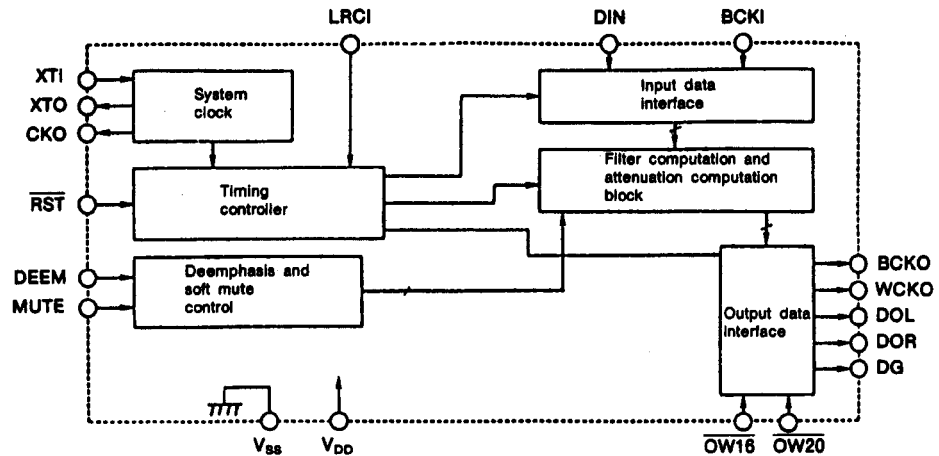 LRCI
DIN
BCKI
XTI
XTO
CKO
System
clock
Input data
interface
RST
Timing
controller
Filter computation and
attenuation computation
block
DEEM
MUTE
Deemphasis and
soft mute
control
Output data
interface
BCKO
WCKO
DOL
DOR
DG
VSS
VDD
OW16
OW20